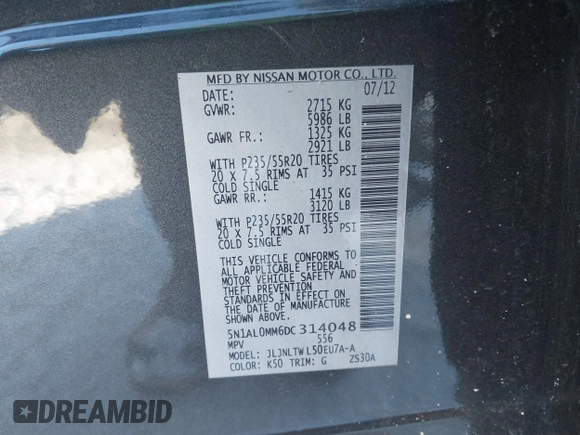 MFD BY NISSAN MOTOR CO., LTD.
DATE: 07/12
GVWR: 2715 KG
5986 LB
GAWR FR.: 1325 KG
2921 LB
WITH P235/55R20 TIRES
20 X 7.5 RIMS AT 35 PSI
COLD SINGLE
GAWR RR.: 1415 KG
3120 LB
WITH P235/55R20 TIRES
20 X 7.5 RIMS AT 35 PSI
COLD SINGLE
THIS VEHICLE CONFORMS TO
ALL APPLICABLE FEDERAL
MOTOR VEHICLE SAFETY AND
THEFT PREVENTION
STANDARDS IN EFFECT ON
THE DATE OF MANUFACTURE.
5N1AL0MM6DC314048
MPV 556
MODEL: JLJNLTW L50EU7A-A
COLOR: K50 TRIM: G ZS30A
DREAMBID